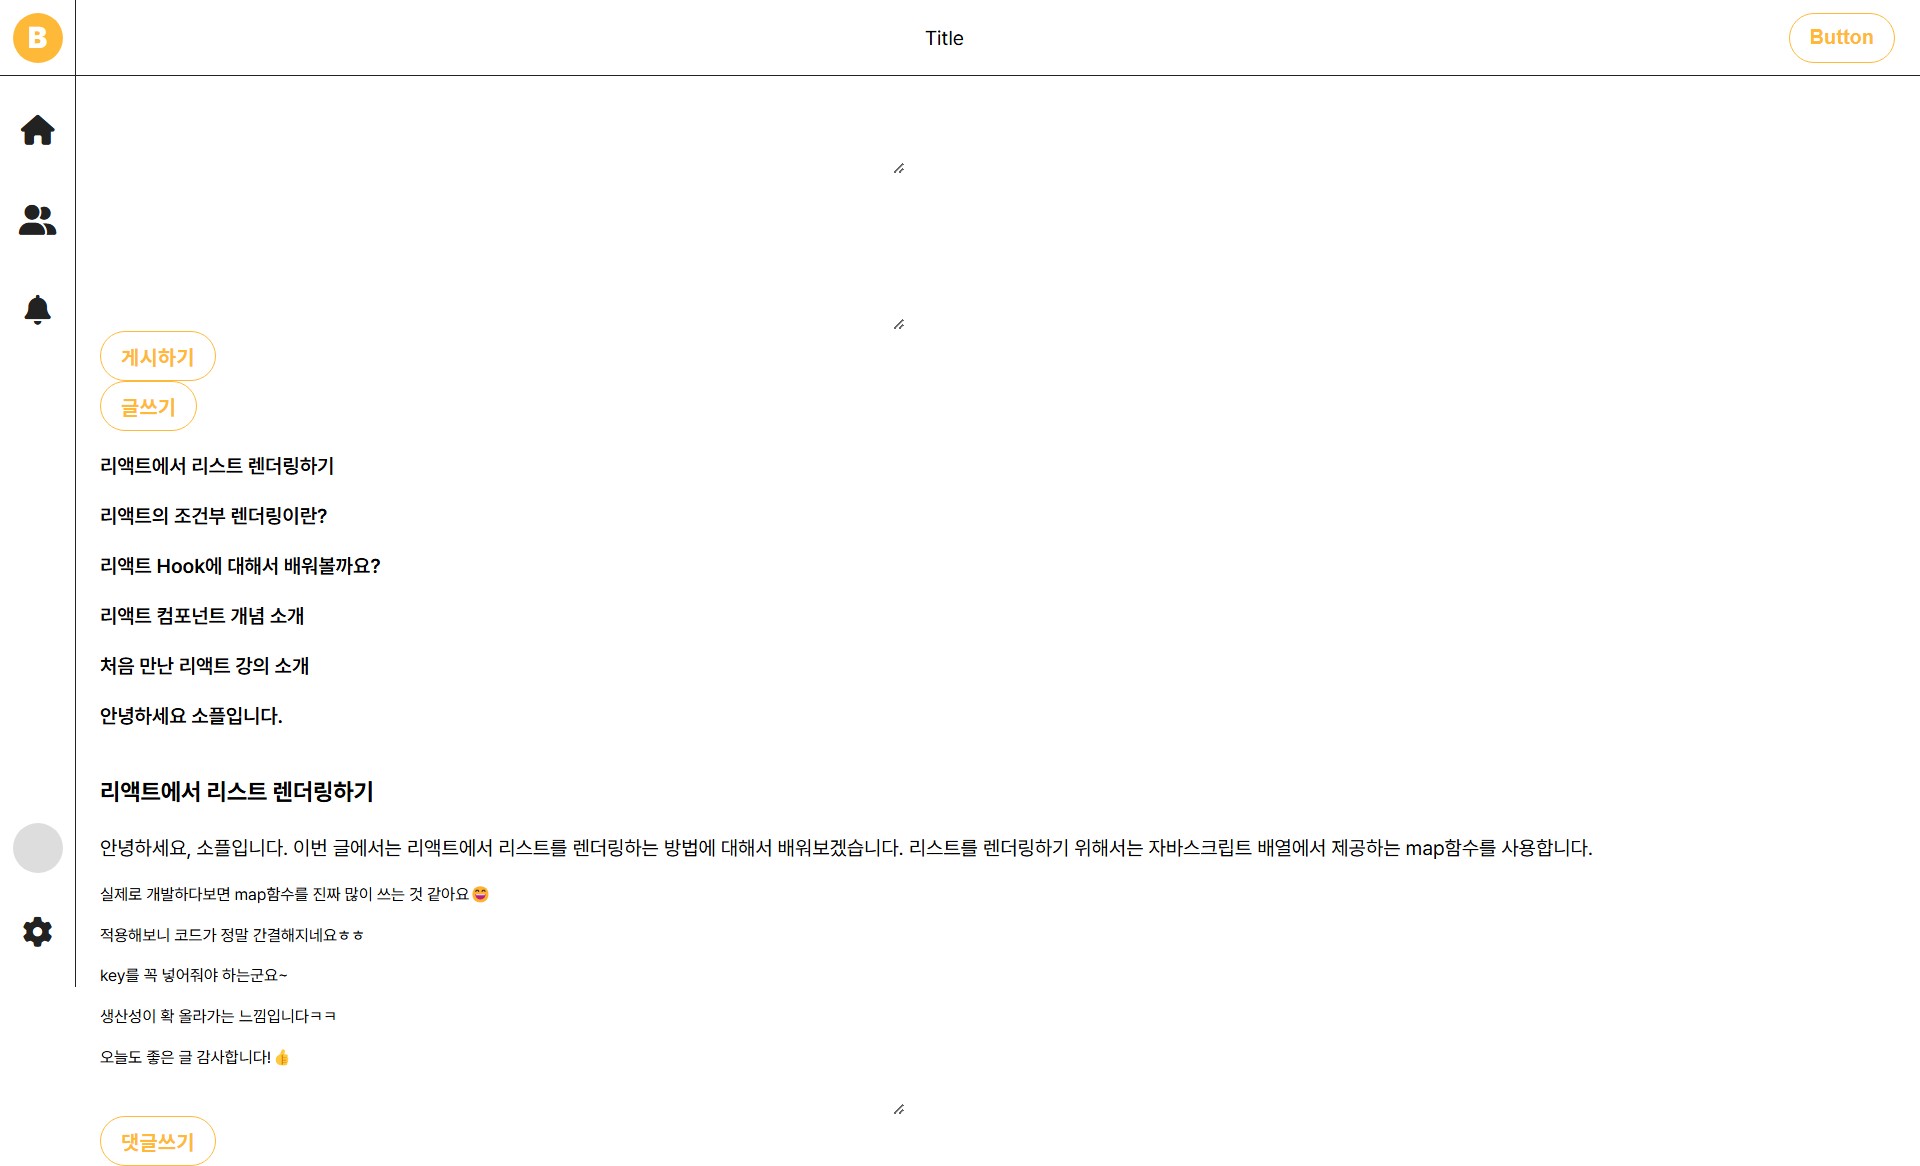 B
Title
Button
게시하기
글쓰기
리액트에서 리스트 렌더링하기
리액트의 조건부 렌더링이란?
리액트 Hook에 대해서 배워볼까요?
리액트 컴포넌트 개념 소개
처음 만난 리액트 강의 소개
안녕하세요 소플입니다.
리액트에서 리스트 렌더링하기
안녕하세요, 소플입니다. 이번 글에서는 리액트에서 리스트를 렌더링하는 방법에 대해서 배워보겠습니다. 리스트를 렌더링하기 위해서는 자바스크립트 배열에서 제공하는 map함수를 사용합니다.
실제로 개발하다보면 map함수를 진짜 많이 쓰는 것 같아요😄
적용해보니 코드가 정말 간결해지네요ㅎㅎ
key를 꼭 넣어줘야 하는군요~
생산성이 확 올라가는 느낌입니다ㅋㅋ
오늘도 좋은 글 감사합니다!👍
댓글쓰기